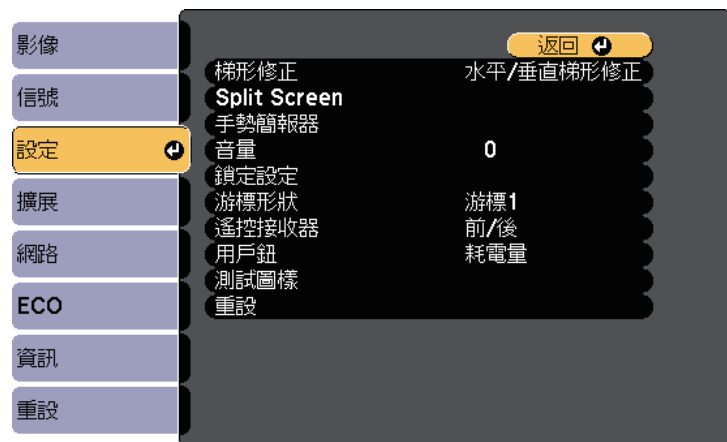 影像
信號
設定
擴展
網路
ECO
資訊
重設
返回
梯形修正 水平/垂直梯形修正
Split Screen
手勢簡報器
音量 0
鎖定設定
游標形狀 游標1
遙控接收器 前/後
用戶鈕 耗電量
測試圖樣
重設